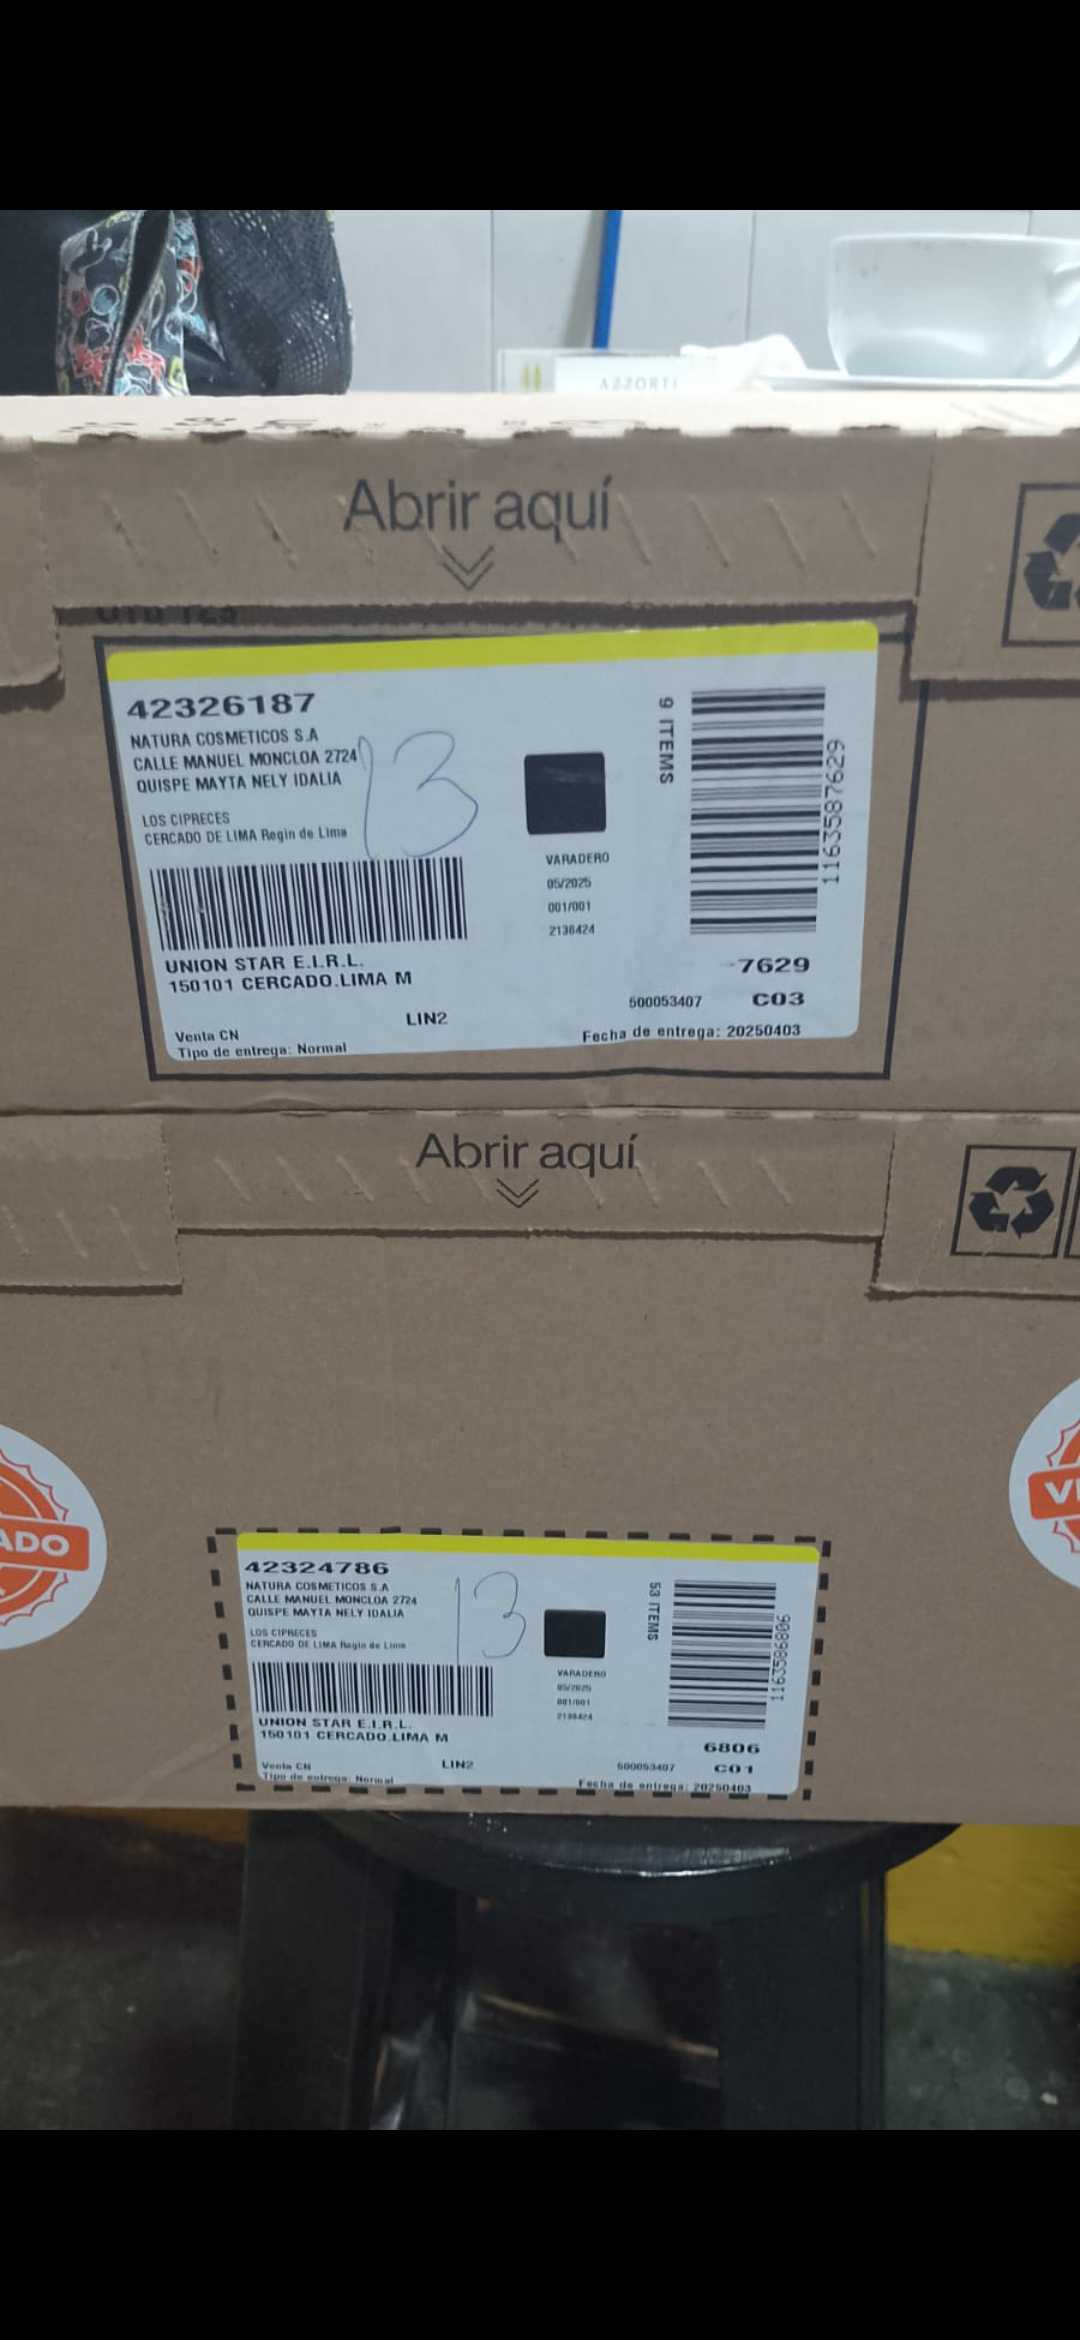 AZZORTI
Abrir aquí
42326187
NATURA COSMETICOS S.A
CALLE MANUEL MONCLOA 2724
QUISPE MAYTA NELY IDALIA
LOS CIPRECES
CERCADO DE LIMA Regin de Lima
13
9 ITEMS
1163587629
VARADERO
05/2025
001/001
2138424
UNION STAR E.I.R.L.
150101 CERCADO.LIMA M
LIN2
-7629
500053407 C03
Venta CN
Tipo de entrega: Normal
Fecha de entrega: 20250403
Abrir aquí
ADO
42324786
NATURA COSMETICOS S.A
CALLE MANUEL MONCLOA 2724
QUISPE MAYTA NELY IDALIA
LOS CIPRECES
CERCADO DE LIMA Regin de Lima
13
53 ITEMS
1163586806
VARADERO
05/2025
001/001
2138424
UNION STAR E.I.R.L.
150101 CERCADO.LIMA M
LIN2
6806
500053407 C01
Venta CN
Tipo de entrega: Normal
Fecha de entrega: 20250403